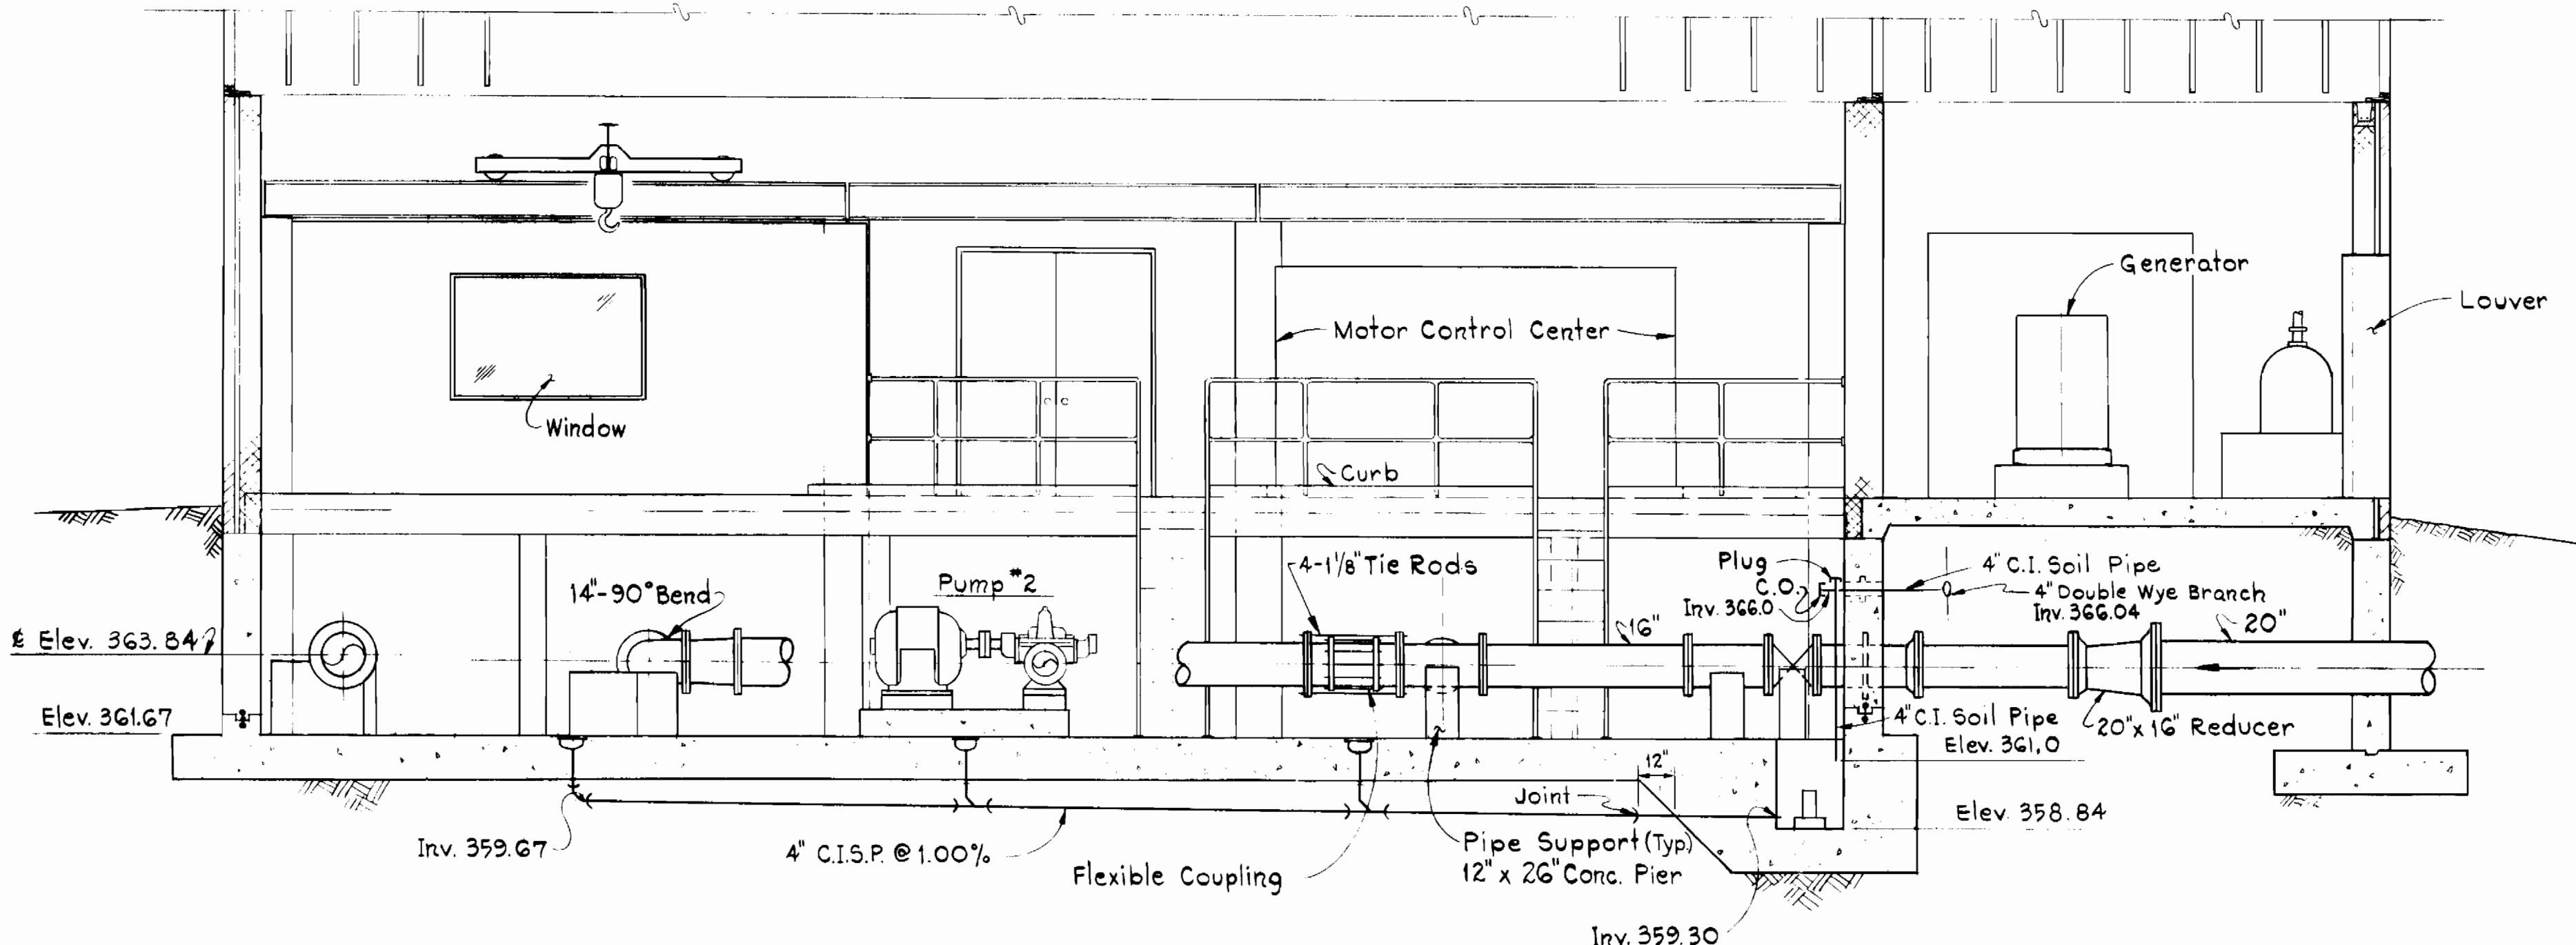 Generator
Louver
Motor Control Center
Window
Curb
4-1 1/8" Tie Rods
Plug
C.O.
Inv. 366.0
4" C.I. Soil Pipe
4" Double Wye Branch
Inv. 366.04
14"-90° Bend
Pump #2
16"
20"
℄ Elev. 363.84
Elev. 361.67
4" C.I. Soil Pipe
Elev. 361.0
20"x 16" Reducer
12"
Joint
Elev. 358.84
Inv. 359.67
4" C.I.S.P. @ 1.00%
Flexible Coupling
Pipe Support (Typ.)
12" x 26" Conc. Pier
Inv. 359.30